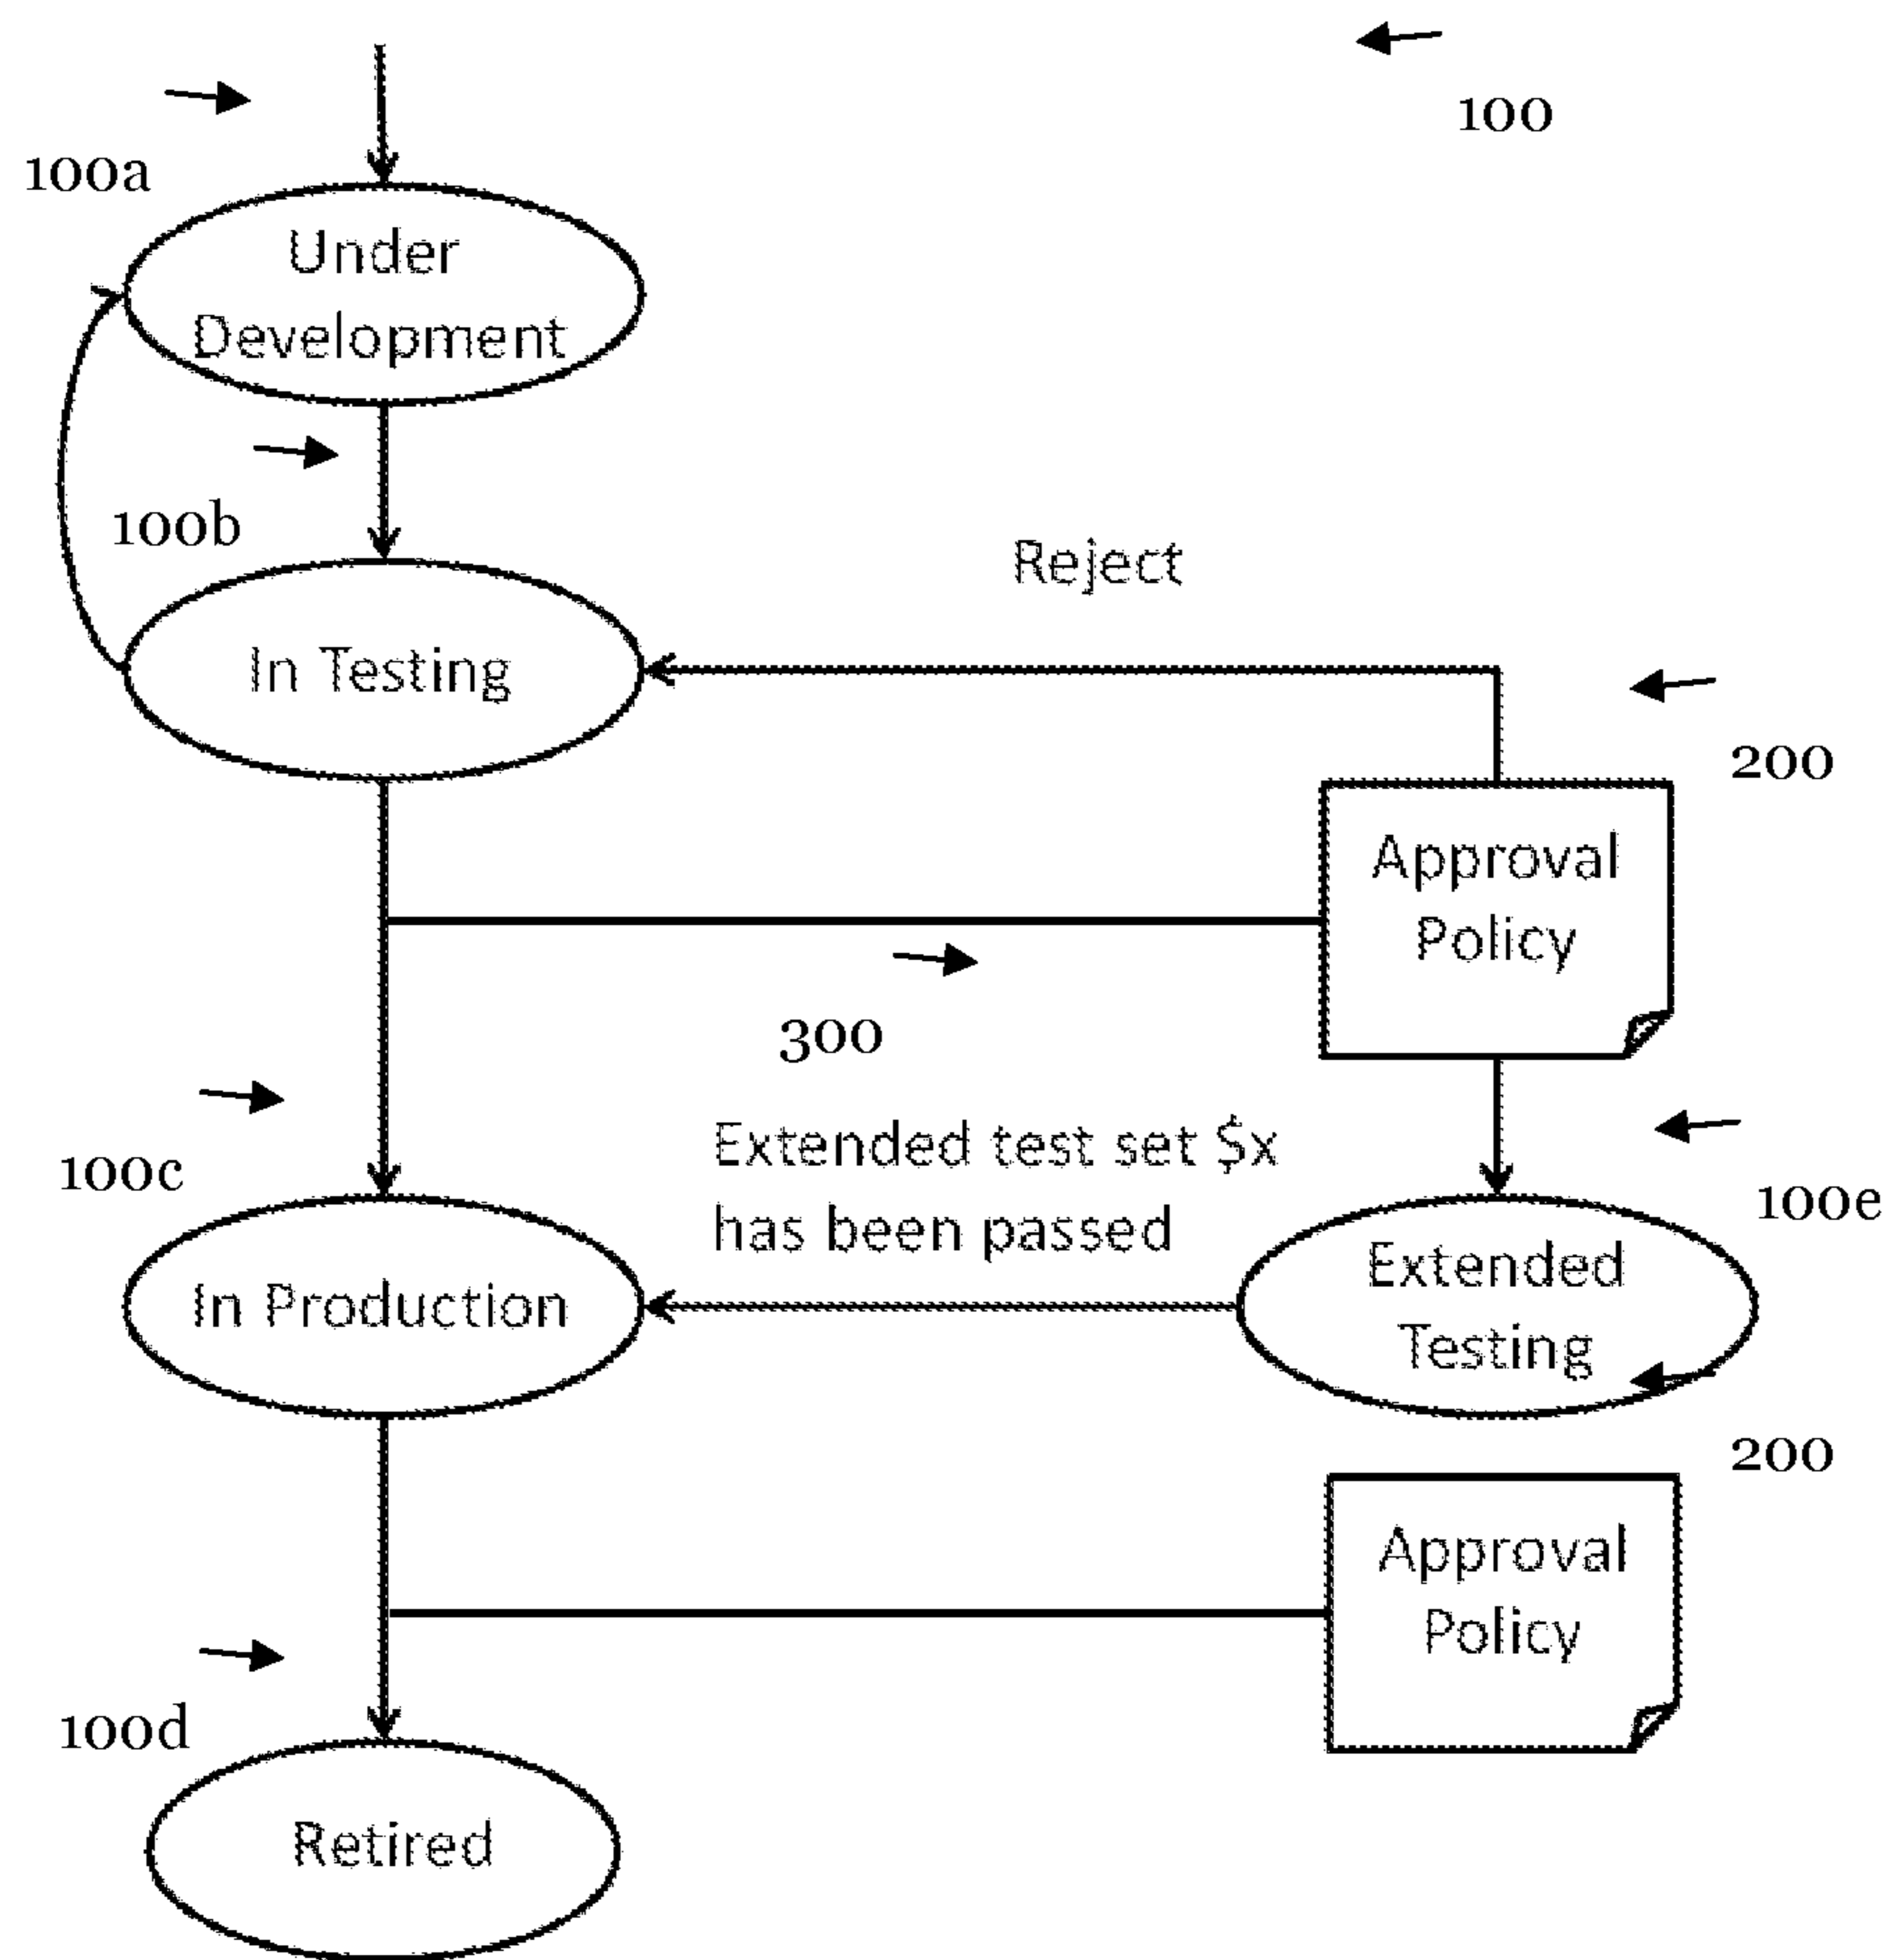 100
100a
Under
Development
100b
Reject
In Testing
200
Approval
Policy
300
100c
Extended test set $x
has been passed
100e
In Production
Extended
Testing
200
Approval
Policy
100d
Retired